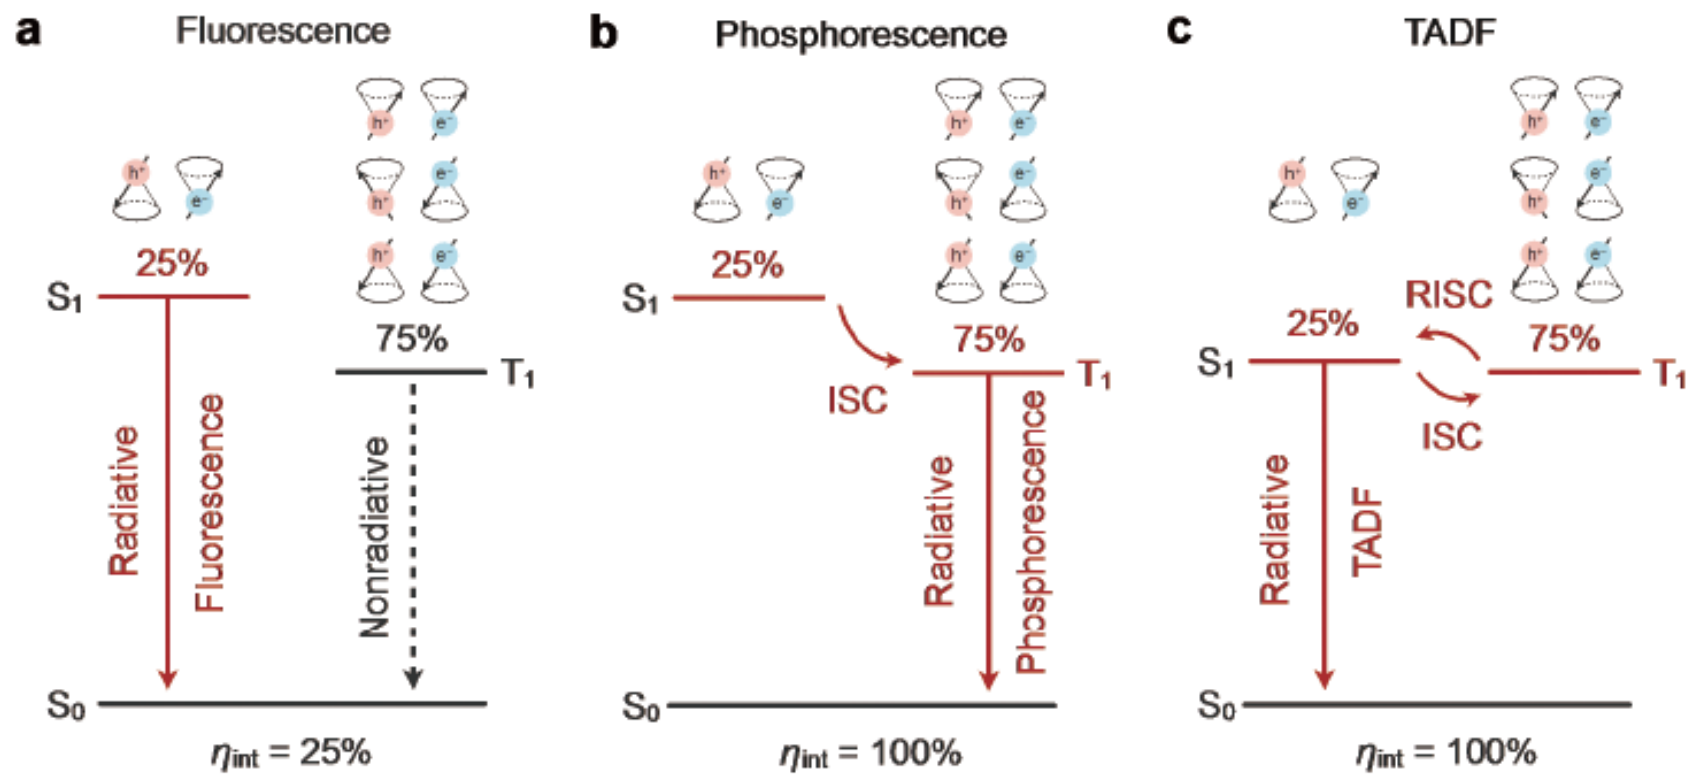 a Fluorescence
h⁺ e⁻
h⁺ e⁻
h⁺ e⁻
h⁺ e⁻
25%
S₁
75%
T₁
Radiative
Fluorescence
Nonradiative
S₀
ηint = 25%
b Phosphorescence
h⁺ e⁻
h⁺ e⁻
h⁺ e⁻
h⁺ e⁻
25%
S₁
75%
T₁
ISC
Radiative
Phosphorescence
S₀
ηint = 100%
c TADF
h⁺ e⁻
h⁺ e⁻
h⁺ e⁻
h⁺ e⁻
RISC
25%
75%
S₁
T₁
ISC
Radiative
TADF
S₀
ηint = 100%